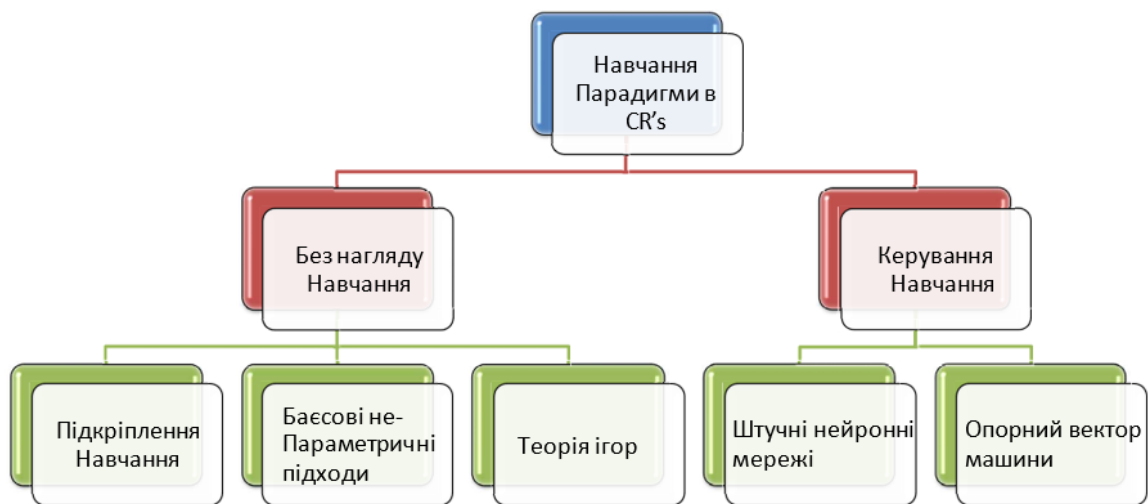 Навчання
Парадигми в
CR’s
Без нагляду
Навчання
Керування
Навчання
Підкріплення
Навчання
Баєсові не-
Параметричні
підходи
Теорія ігор
Штучні нейронні
мережі
Опорний вектор
машини